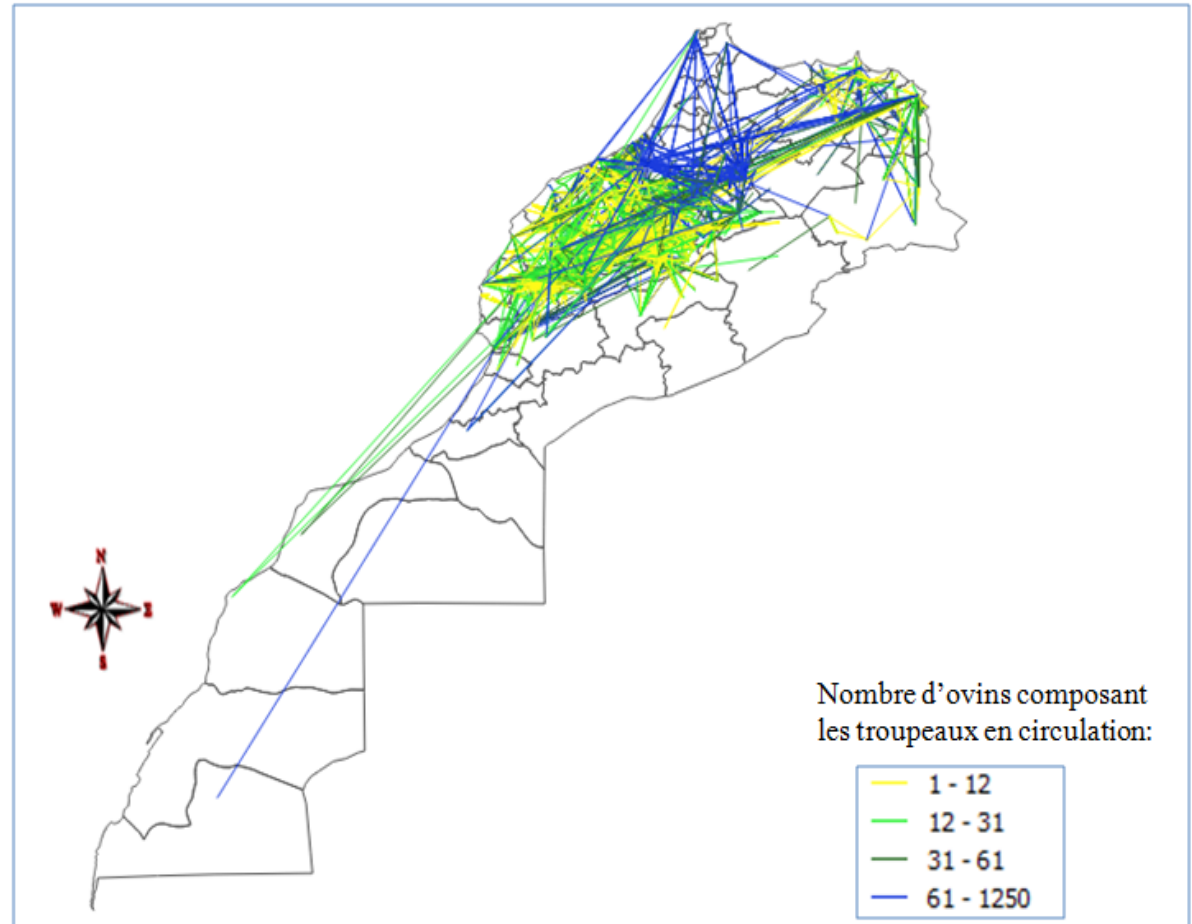 N
W E
S
Nombre d'ovins composant
les troupeaux en circulation:
1 - 12
12 - 31
31 - 61
61 - 1250